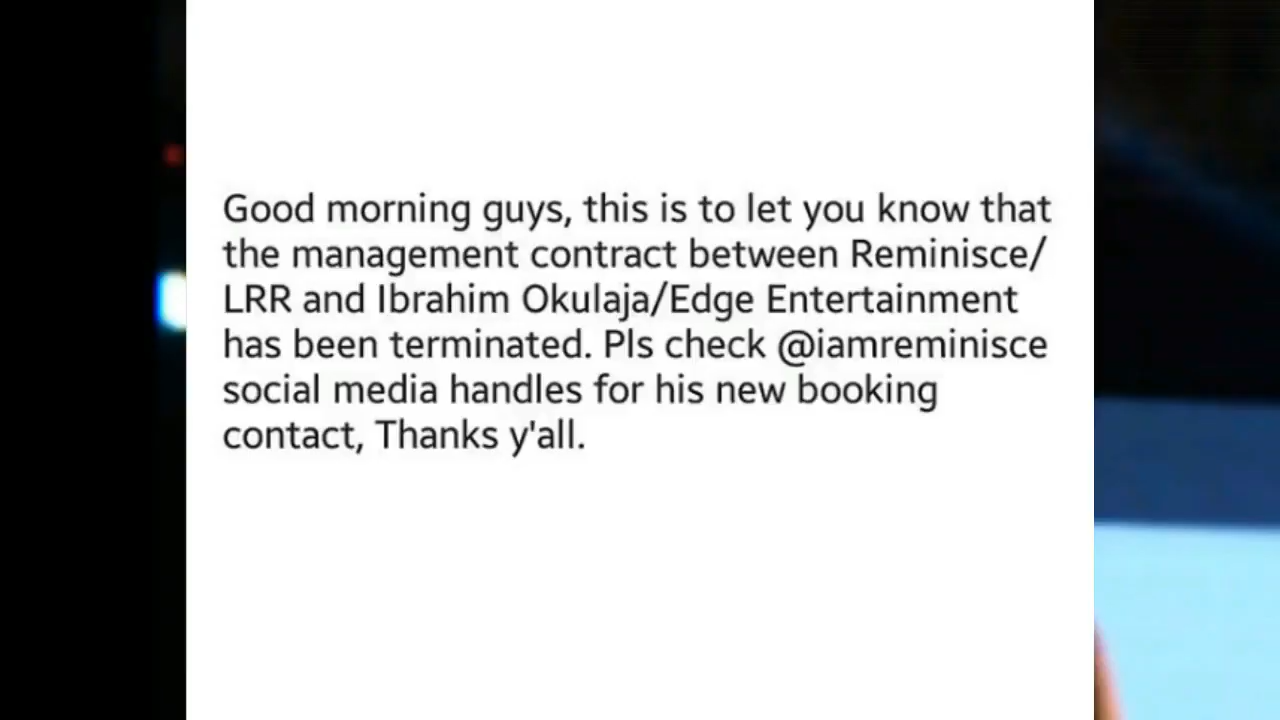 Good morning guys, this is to let you know that
the management contract between Reminisce/
LRR and Ibrahim Okulaja/Edge Entertainment
has been terminated. Pls check @iamreminisce
social media handles for his new booking
contact, Thanks y'all.